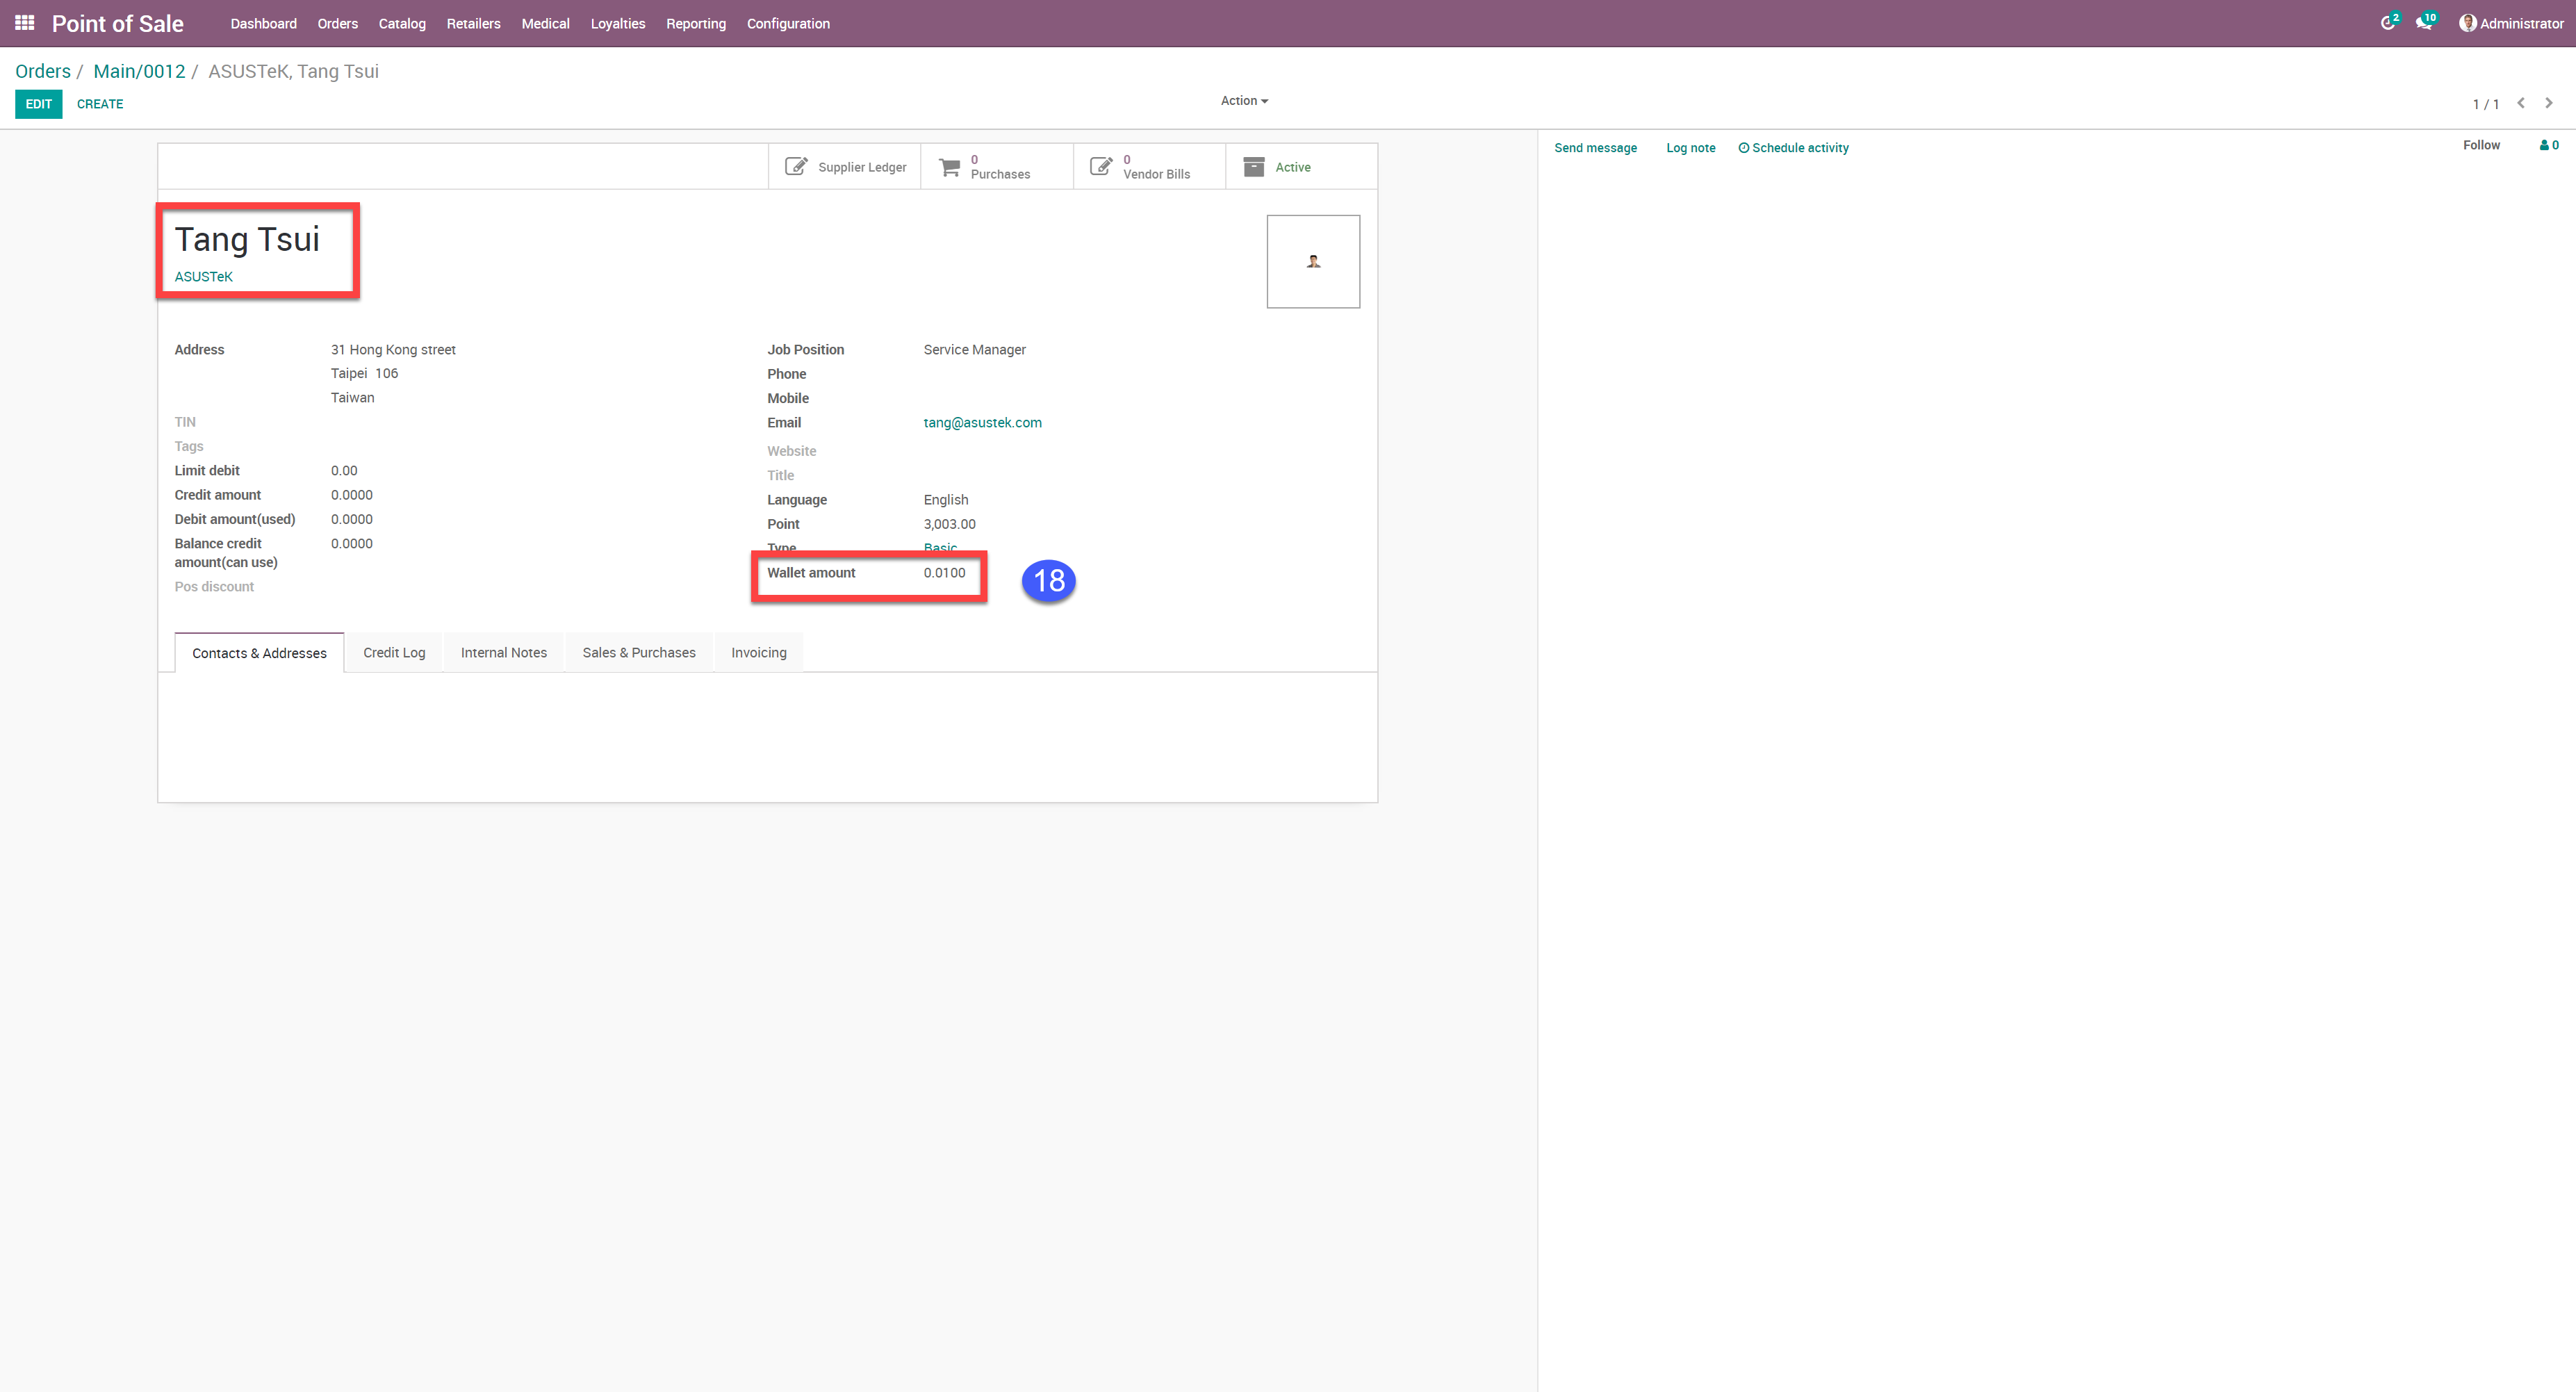 Point of Sale Dashboard Orders Catalog Retailers Medical Loyalties Reporting Configuration 2 10 Administrator
Orders / Main/0012 / ASUSTeK, Tang Tsui
EDIT CREATE Action 1 / 1
Supplier Ledger 0 Purchases 0 Vendor Bills Active
Send message Log note Schedule activity Follow 0
Tang Tsui
ASUSTeK
Address 31 Hong Kong street
Taipei 106
Taiwan
TIN
Tags
Limit debit 0.00
Credit amount 0.0000
Debit amount(used) 0.0000
Balance credit amount(can use) 0.0000
Pos discount
Job Position Service Manager
Phone
Mobile
Email tang@asustek.com
Website
Title
Language English
Point 3,003.00
Type Basic
Wallet amount 0.0100
18
Contacts & Addresses Credit Log Internal Notes Sales & Purchases Invoicing